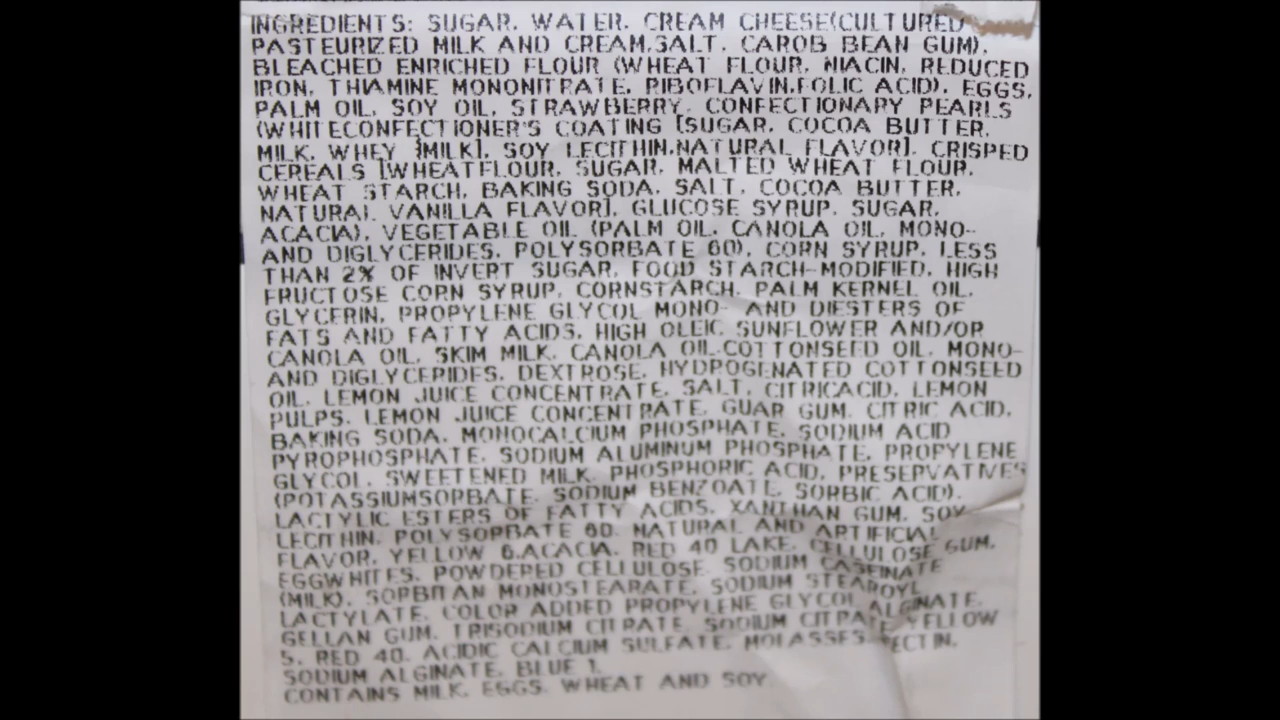 INGREDIENTS: SUGAR, WATER, CREAM CHEESE(CULTURED
PASTEURIZED MILK AND CREAM,SALT, CAROB BEAN GUM),
BLEACHED ENRICHED FLOUR (WHEAT FLOUR, NIACIN, REDUCED
IRON, THIAMINE MONONITRATE, RIBOFLAVIN,FOLIC ACID), EGGS,
PALM OIL, SOY OIL, STRAWBERRY, CONFECTIONARY PEARLS
(WHITECONFECTIONER'S COATING [SUGAR, COCOA BUTTER,
MILK, WHEY [MILK], SOY LECITHIN,NATURAL FLAVOR], CRISPED
CEREALS [WHEATFLOUR, SUGAR, MALTED WHEAT FLOUR,
WHEAT STARCH, BAKING SODA, SALT, COCOA BUTTER,
NATURAL VANILLA FLAVOR], GLUCOSE SYRUP, SUGAR,
ACACIA), VEGETABLE OIL (PALM OIL, CANOLA OIL, MONO-
AND DIGLYCERIDES, POLYSORBATE 60), CORN SYRUP, LESS
THAN 2% OF INVERT SUGAR, FOOD STARCH-MODIFIED, HIGH
FRUCTOSE CORN SYRUP, CORNSTARCH, PALM KERNEL OIL,
GLYCERIN, PROPYLENE GLYCOL MONO- AND DIESTERS OF
FATS AND FATTY ACIDS, HIGH OLEIC SUNFLOWER AND/OR
CANOLA OIL, SKIM MILK, CANOLA OIL,COTTONSEED OIL, MONO-
AND DIGLYCERIDES, DEXTROSE, HYDROGENATED COTTONSEED
OIL, LEMON JUICE CONCENTRATE, SALT, CITRICACID, LEMON
PULPS, LEMON JUICE CONCENTRATE, GUAR GUM, CITRIC ACID,
BAKING SODA, MONOCALCIUM PHOSPHATE, SODIUM ACID
PYROPHOSPHATE, SODIUM ALUMINUM PHOSPHATE, PROPYLENE
GLYCOL, SWEETENED MILK, PHOSPHORIC ACID, PRESERVATIVES
(POTASSIUMSORBATE, SODIUM BENZOATE, SORBIC ACID),
LACTYLIC ESTERS OF FATTY ACIDS, XANTHAN GUM, SOY
LECITHIN, POLYSORBATE 60, NATURAL AND ARTIFICIAL
FLAVOR, YELLOW 6,ACACIA, RED 40 LAKE, CELLULOSE GUM,
EGGWHITES, POWDERED CELLULOSE, SODIUM CASEINATE
(MILK), SORBITAN MONOSTEARATE, SODIUM STEAROYL
LACTYLATE, COLOR ADDED PROPYLENE GLYCOL ALGINATE,
GELLAN GUM, TRISODIUM CITRATE, SODIUM CITRATE, YELLOW
5, RED 40, ACIDIC CALCIUM SULFATE, MOLASSES,PECTIN,
SODIUM ALGINATE, BLUE 1.
CONTAINS MILK, EGGS, WHEAT AND SOY